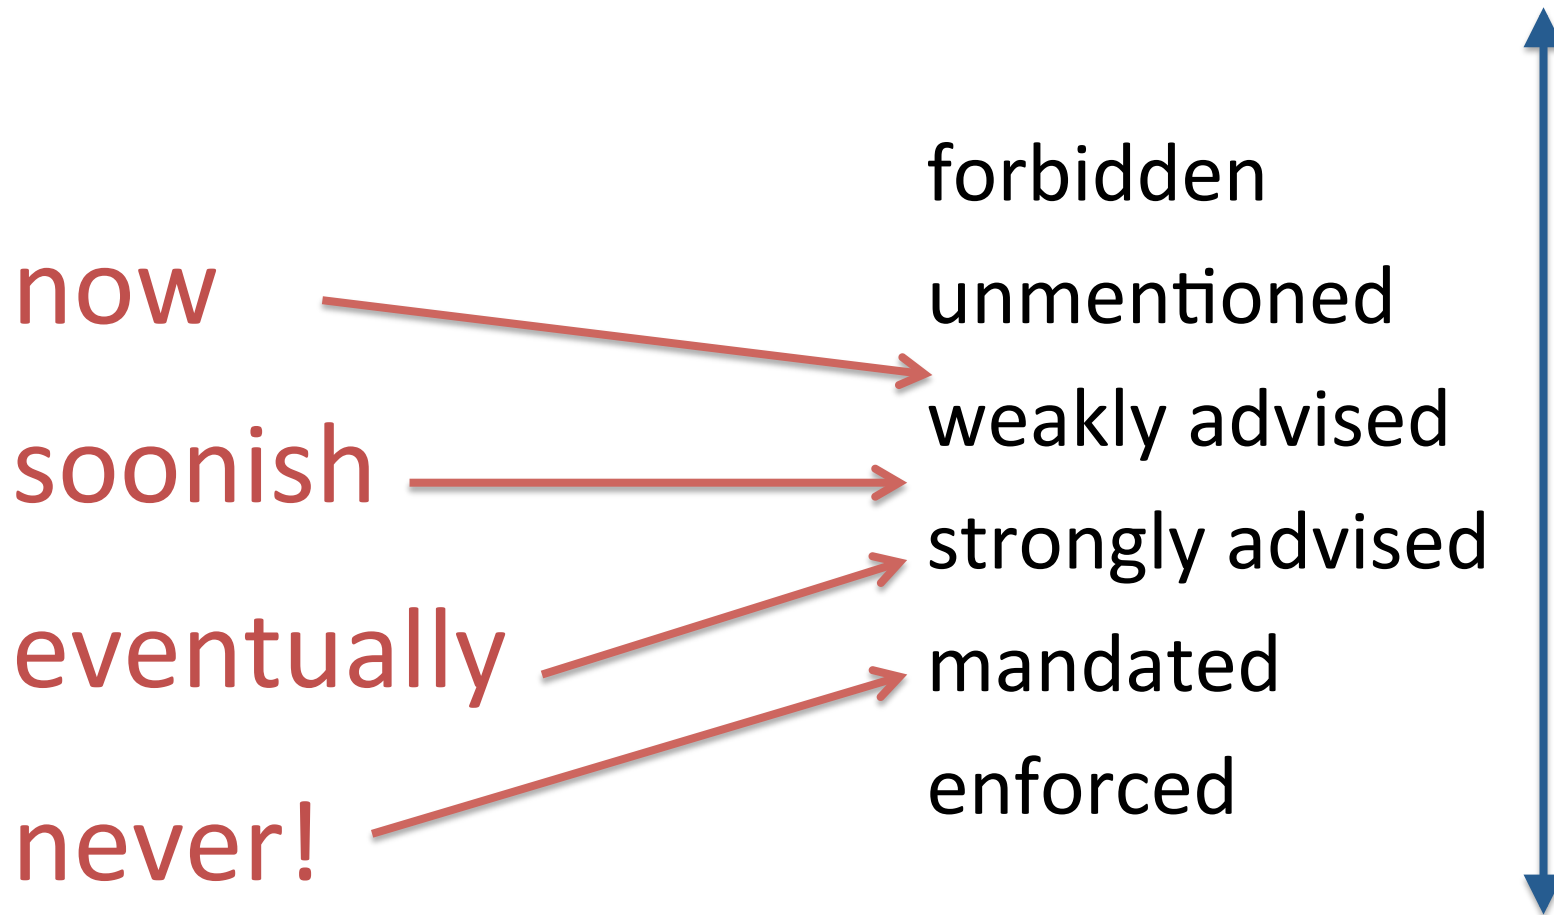 forbidden
now
unmentioned
weakly advised
soonish
strongly advised
eventually
mandated
enforced
never!